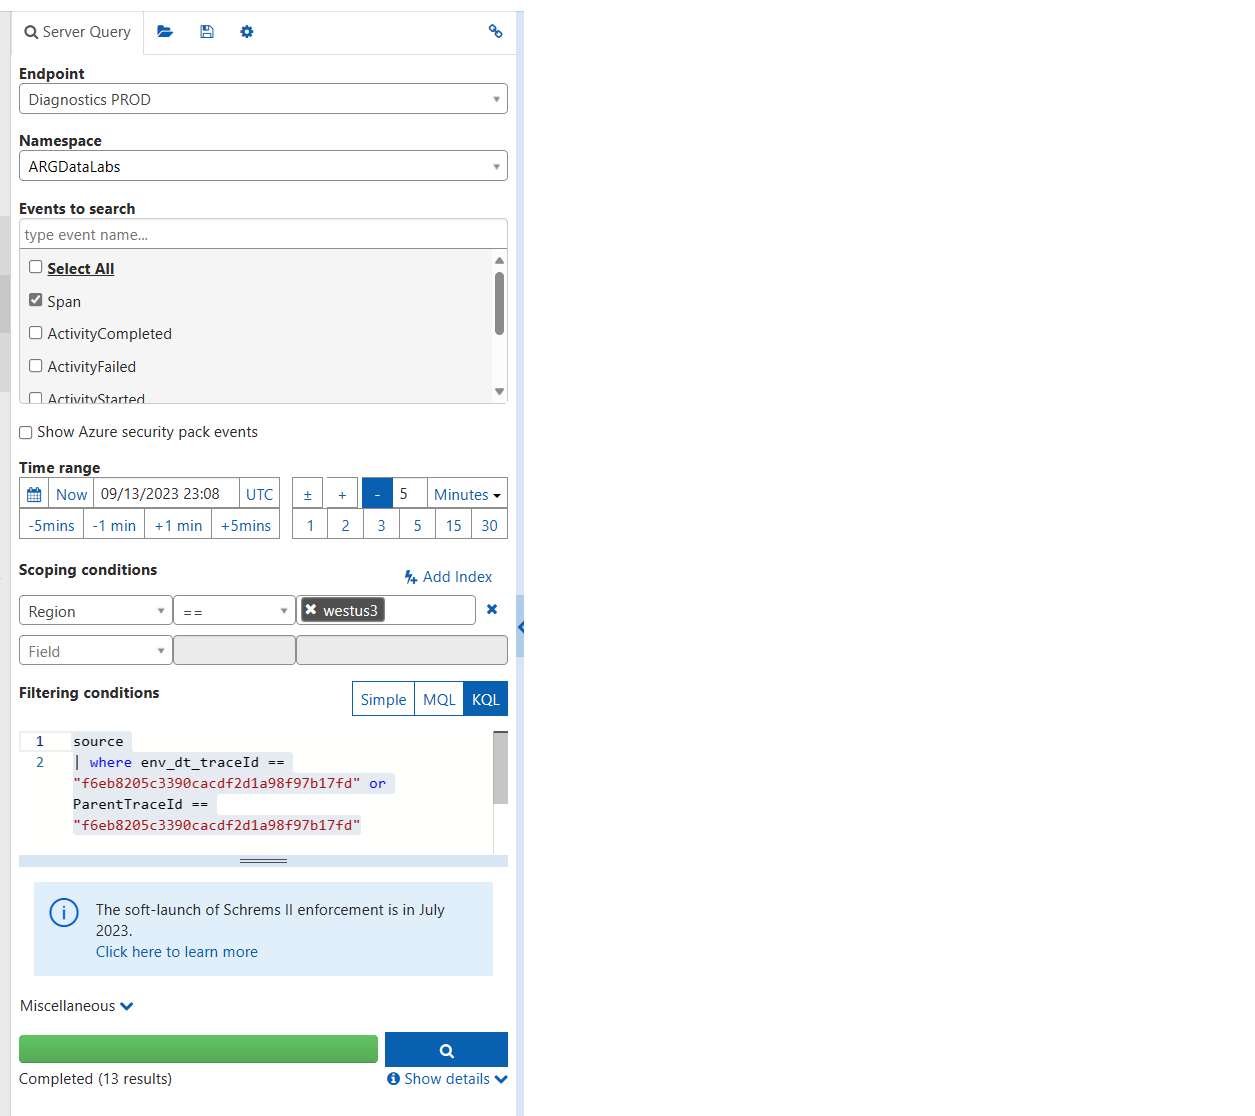 Server Query
Endpoint
Diagnostics PROD
Namespace
ARGDataLabs
Events to search
type event name...
Select All
Span
ActivityCompleted
ActivityFailed
ActivityStarted
Show Azure security pack events
Time range
Now 09/13/2023 23:08 UTC ± + - 5 Minutes
-5mins -1 min +1 min +5mins 1 2 3 5 15 30
Scoping conditions
Add Index
Region == westus3
Field
Filtering conditions
Simple MQL KQL
1 source
2 | where env_dt_traceId ==
"f6eb8205c3390cacdf2d1a98f97b17fd" or
ParentTraceId ==
"f6eb8205c3390cacdf2d1a98f97b17fd"
The soft-launch of Schrems II enforcement is in July
2023.
Click here to learn more
Miscellaneous
Completed (13 results)
Show details